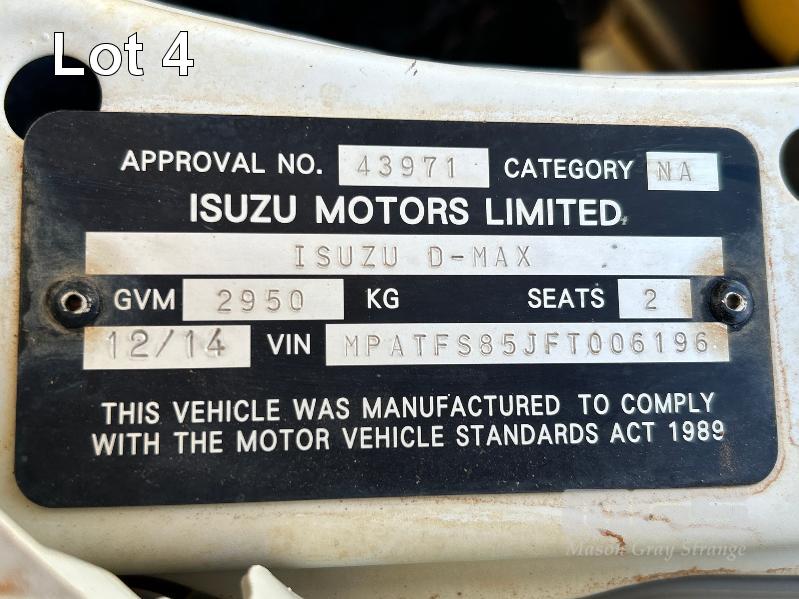 Lot 4
APPROVAL NO. 43971 CATEGORY NA
ISUZU MOTORS LIMITED
ISUZU D-MAX
GVM 2950 KG SEATS 2
12/14 VIN MPATFS85JFT006196
THIS VEHICLE WAS MANUFACTURED TO COMPLY
WITH THE MOTOR VEHICLE STANDARDS ACT 1989
Mason Gray Strange